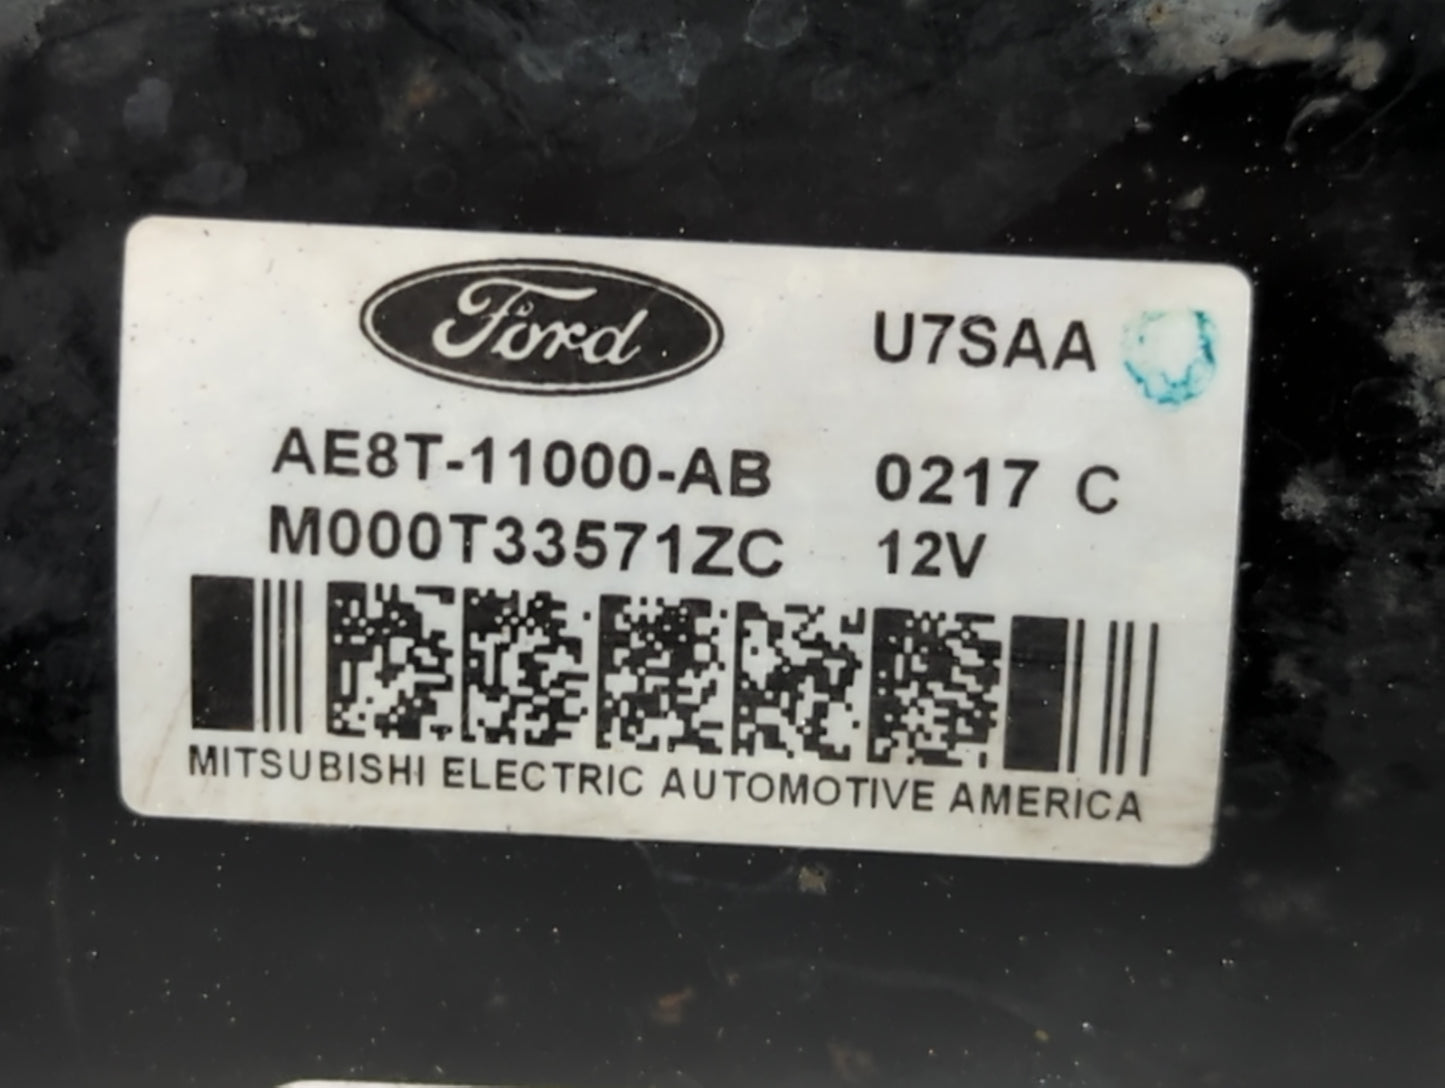 Ford U7SAA
AE8T-11000-AB 0217 C
M000T33571ZC 12V
MITSUBISHI ELECTRIC AUTOMOTIVE AMERICA